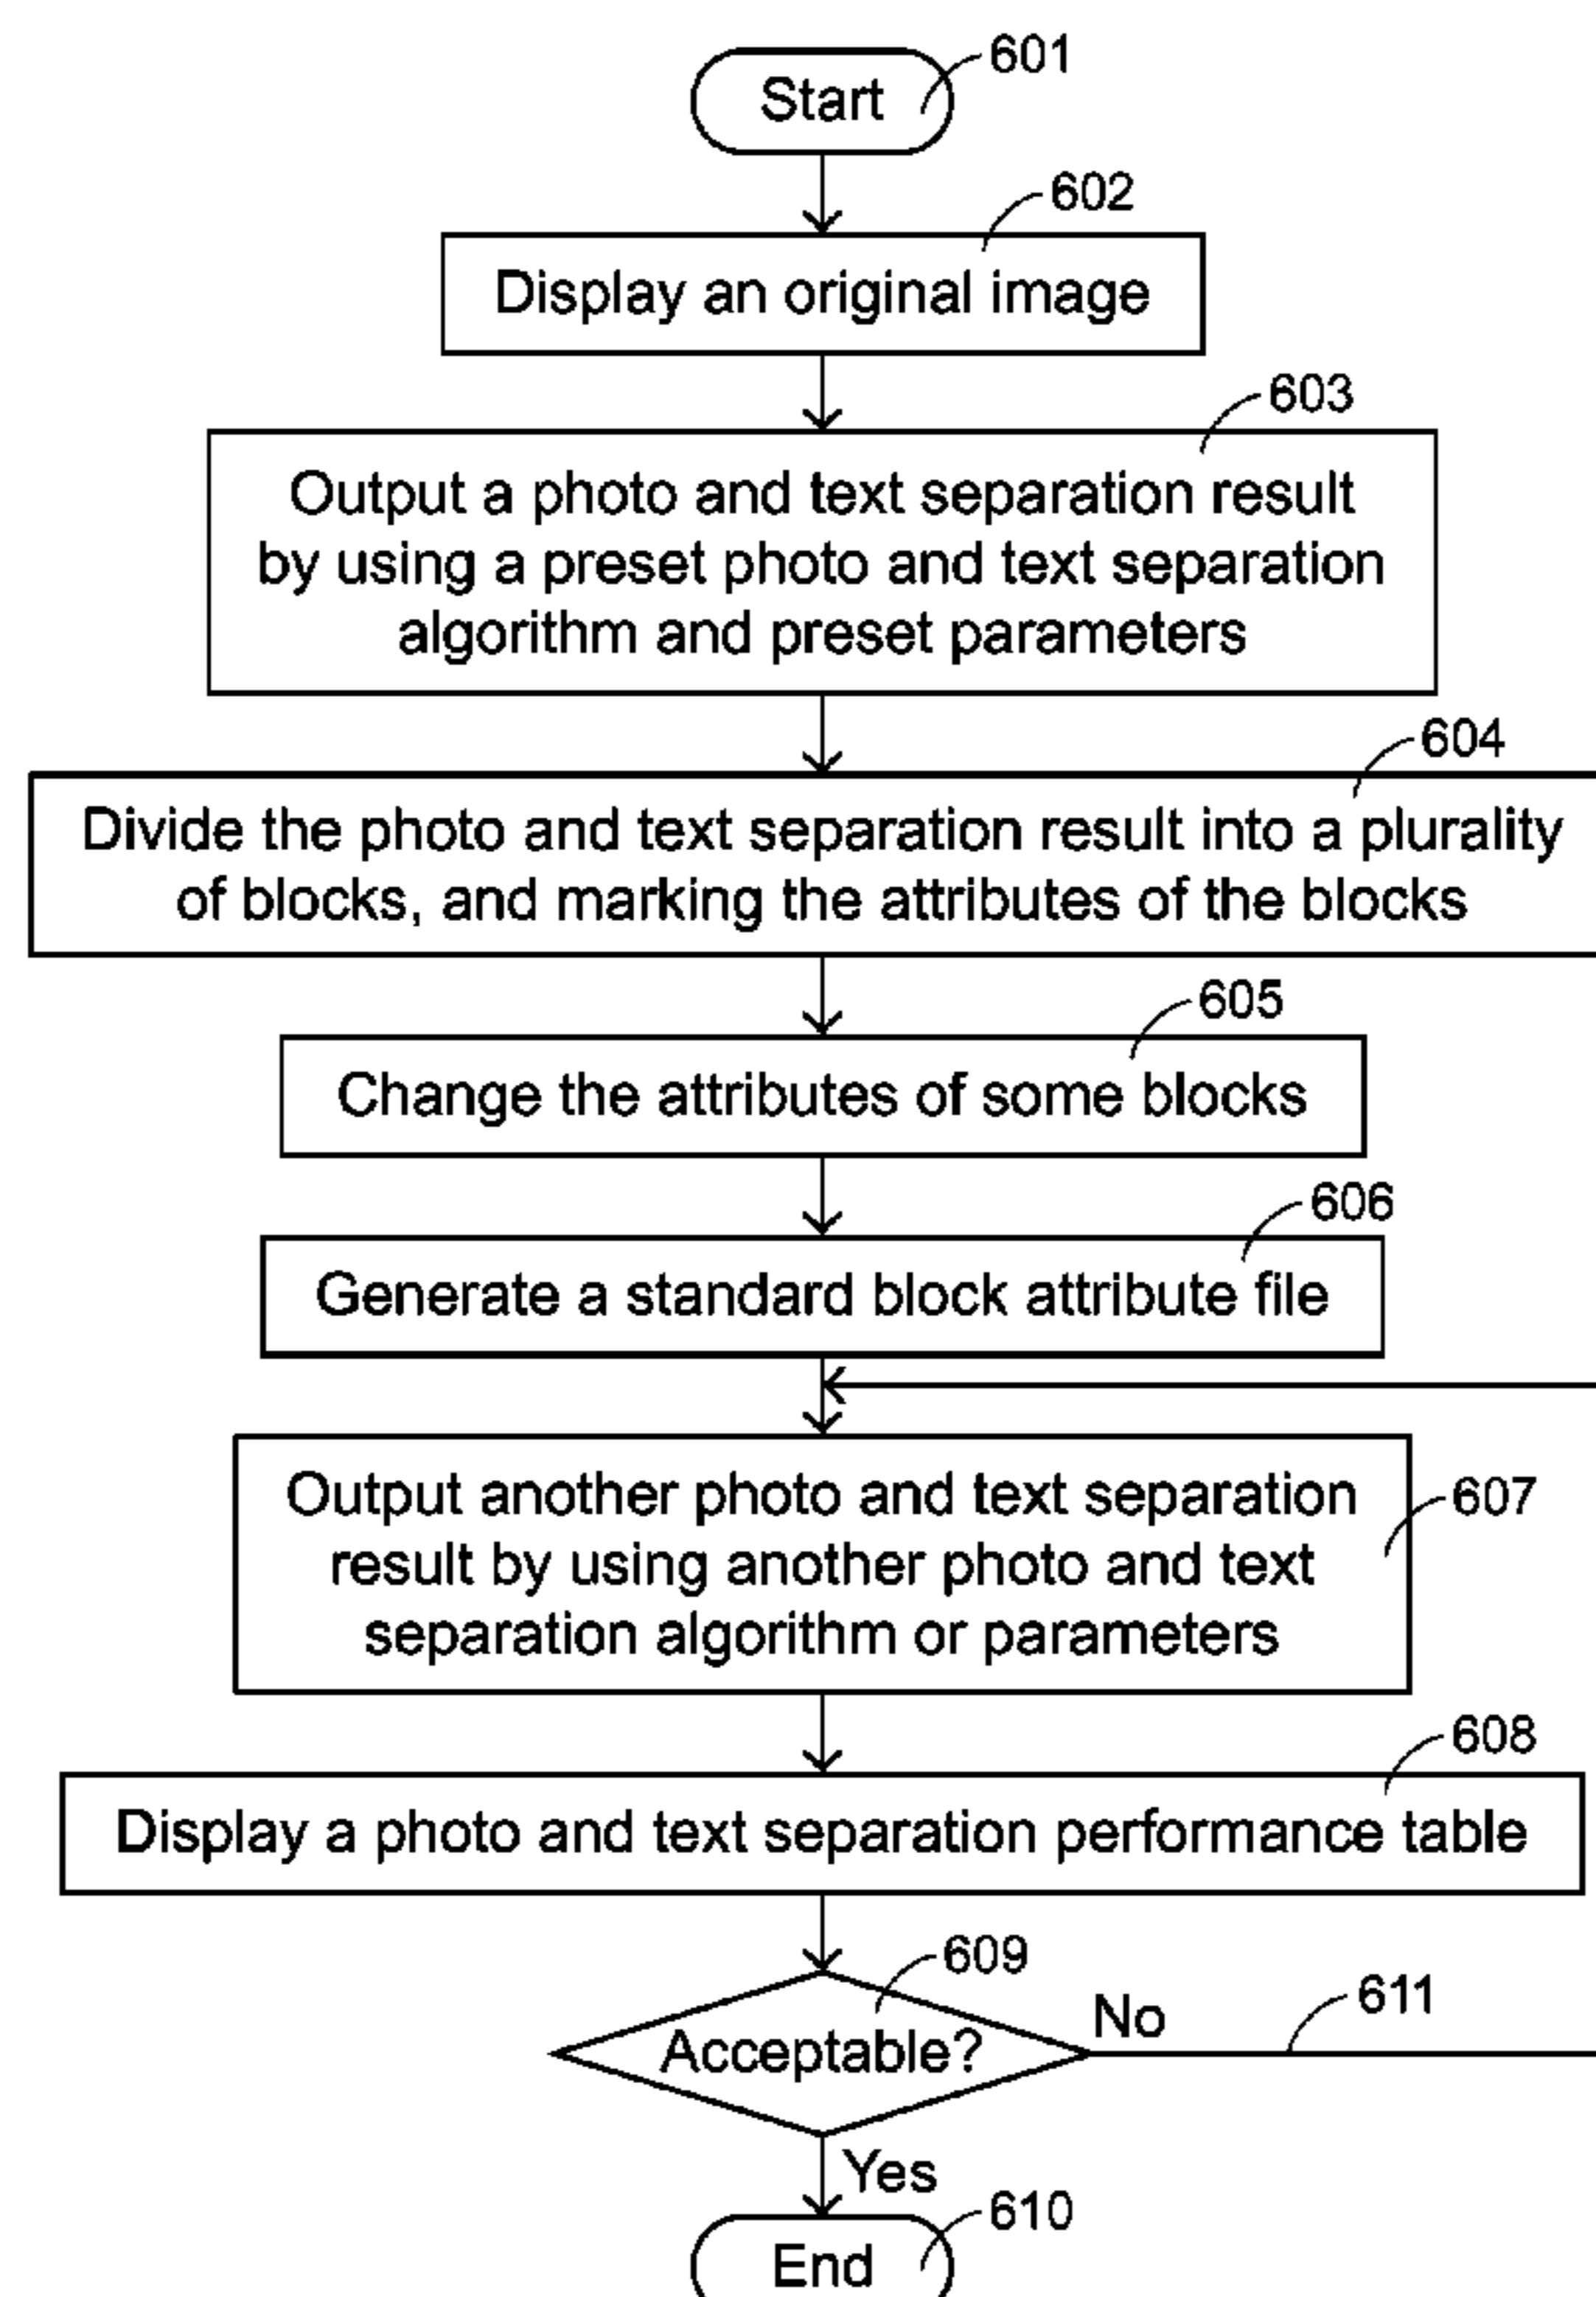 601
Start
602
Display an original image
603
Output a photo and text separation result
by using a preset photo and text separation
algorithm and preset parameters
604
Divide the photo and text separation result into a plurality
of blocks, and marking the attributes of the blocks
605
Change the attributes of some blocks
606
Generate a standard block attribute file
607
Output another photo and text separation
result by using another photo and text
separation algorithm or parameters
608
Display a photo and text separation performance table
609
Acceptable?
No
611
Yes
610
End